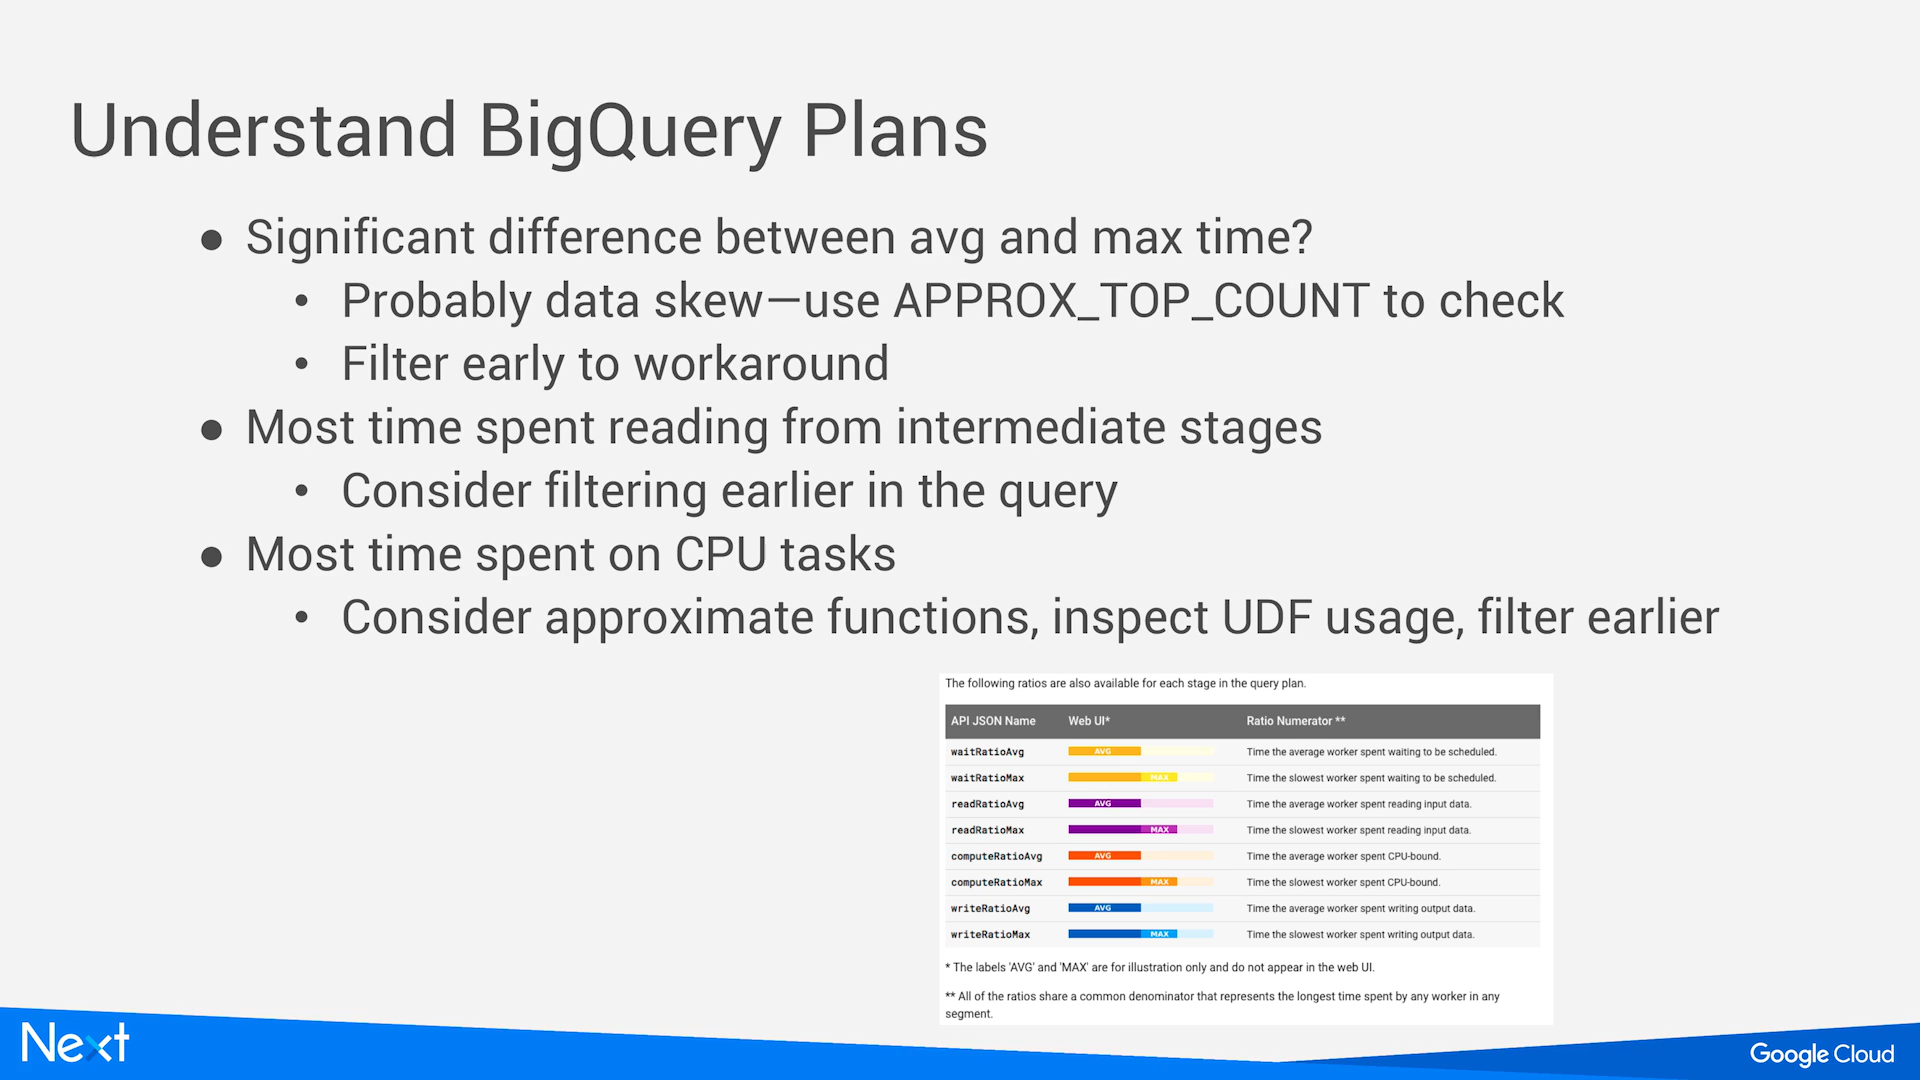 Understand BigQuery Plans
● Significant difference between avg and max time?
• Probably data skew—use APPROX_TOP_COUNT to check
• Filter early to workaround
● Most time spent reading from intermediate stages
• Consider filtering earlier in the query
● Most time spent on CPU tasks
• Consider approximate functions, inspect UDF usage, filter earlier
The following ratios are also available for each stage in the query plan.
API JSON Name Web UI* Ratio Numerator **
waitRatioAvg AVG Time the average worker spent waiting to be scheduled.
waitRatioMax MAX Time the slowest worker spent waiting to be scheduled.
readRatioAvg AVG Time the average worker spent reading input data.
readRatioMax MAX Time the slowest worker spent reading input data.
computeRatioAvg AVG Time the average worker spent CPU-bound.
computeRatioMax MAX Time the slowest worker spent CPU-bound.
writeRatioAvg AVG Time the average worker spent writing output data.
writeRatioMax MAX Time the slowest worker spent writing output data.
* The labels 'AVG' and 'MAX' are for illustration only and do not appear in the web UI.
** All of the ratios share a common denominator that represents the longest time spent by any worker in any
segment.
Next
Google Cloud